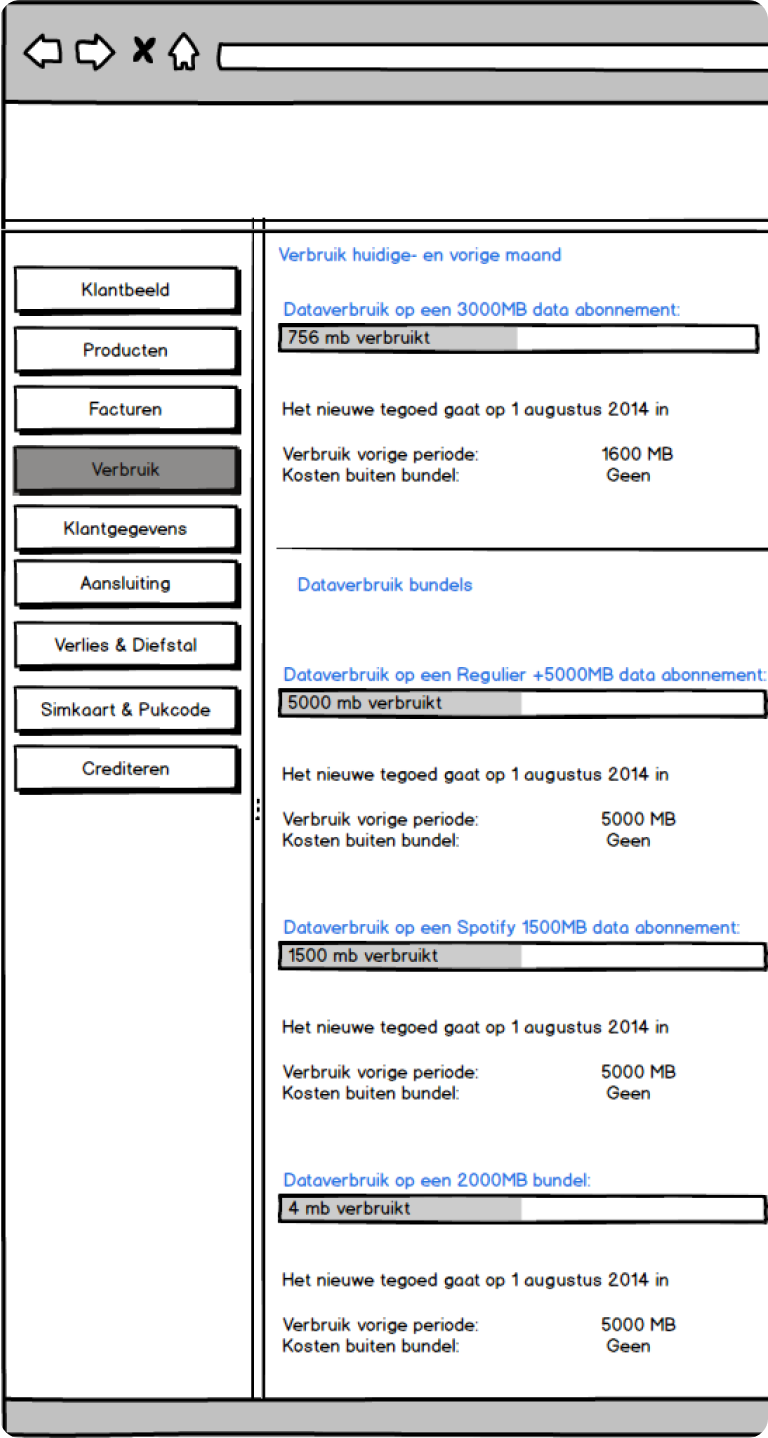 Klantbeeld
Producten
Facturen
Verbruik
Klantgegevens
Aansluiting
Verlies & Diefstal
Simkaart & Pukcode
Crediteren
Verbruik huidige- en vorige maand
Dataverbruik op een 3000MB data abonnement:
756 mb verbruikt
Het nieuwe tegoed gaat op 1 augustus 2014 in
Verbruik vorige periode: 1600 MB
Kosten buiten bundel: Geen
Dataverbruik bundels
Dataverbruik op een Regulier +5000MB data abonnement:
5000 mb verbruikt
Het nieuwe tegoed gaat op 1 augustus 2014 in
Verbruik vorige periode: 5000 MB
Kosten buiten bundel: Geen
Dataverbruik op een Spotify 1500MB data abonnement:
1500 mb verbruikt
Het nieuwe tegoed gaat op 1 augustus 2014 in
Verbruik vorige periode: 5000 MB
Kosten buiten bundel: Geen
Dataverbruik op een 2000MB bundel:
4 mb verbruikt
Het nieuwe tegoed gaat op 1 augustus 2014 in
Verbruik vorige periode: 5000 MB
Kosten buiten bundel: Geen